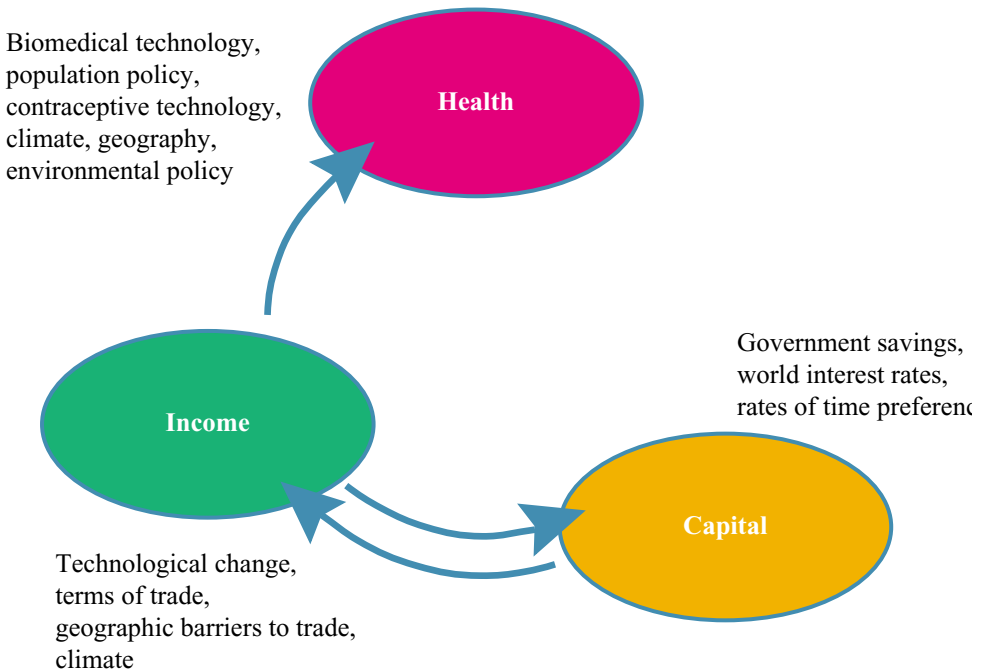 Biomedical technology,
population policy,
contraceptive technology,
climate, geography,
environmental policy
Health
Income
Government savings,
world interest rates,
rates of time preferenc
Capital
Technological change,
terms of trade,
geographic barriers to trade,
climate